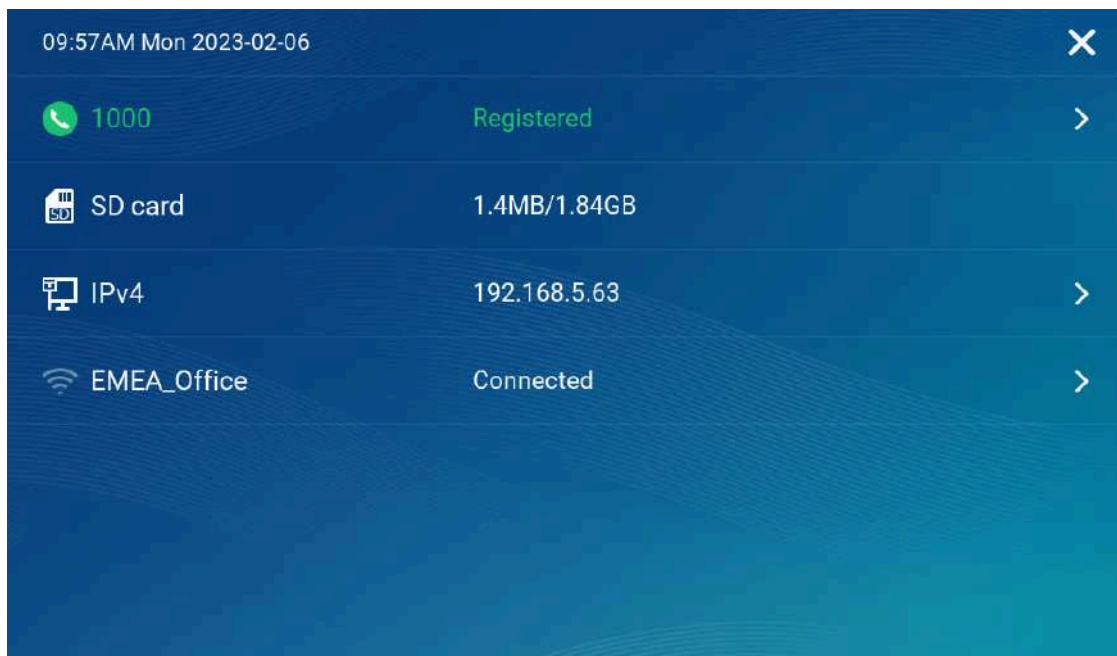 09:57AM Mon 2023-02-06
1000 Registered
SD SD card 1.4MB/1.84GB
IPv4 192.168.5.63
EMEA_Office Connected